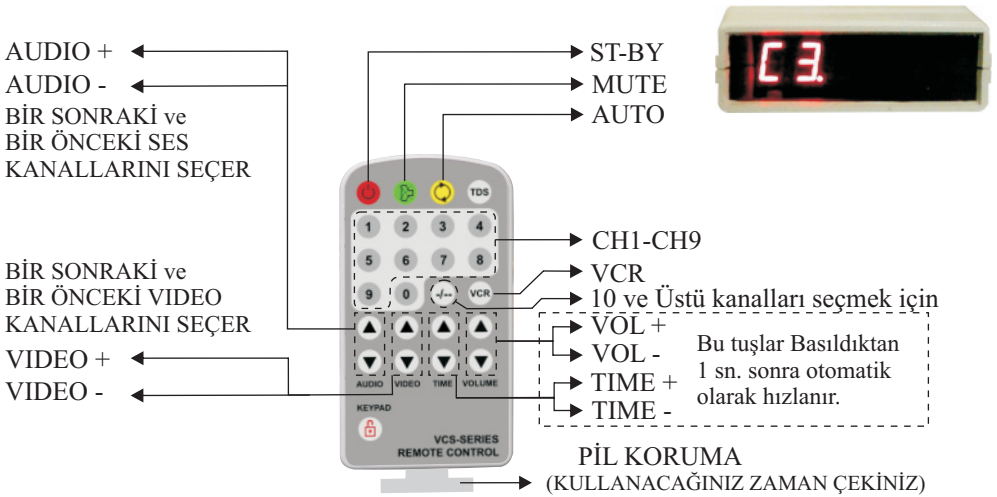 AUDIO +
AUDIO -
BİR SONRAKİ ve
BİR ÖNCEKİ SES
KANALLARINI SEÇER
BİR SONRAKİ ve
BİR ÖNCEKİ VIDEO
KANALLARINI SEÇER
VIDEO +
VIDEO -
ST-BY
MUTE
AUTO
C3.
TDS
1 2 3 4
5 6 7 8
9 0 -/-- VCR
AUDIO VIDEO TIME VOLUME
KEYPAD
VCS-SERIES
REMOTE CONTROL
CH1-CH9
VCR
10 ve Üstü kanalları seçmek için
VOL +
VOL -
TIME +
TIME -
Bu tuşlar Basıldıktan
1 sn. sonra otomatik
olarak hızlanır.
PİL KORUMA
(KULLANACAĞINIZ ZAMAN ÇEKİNİZ)